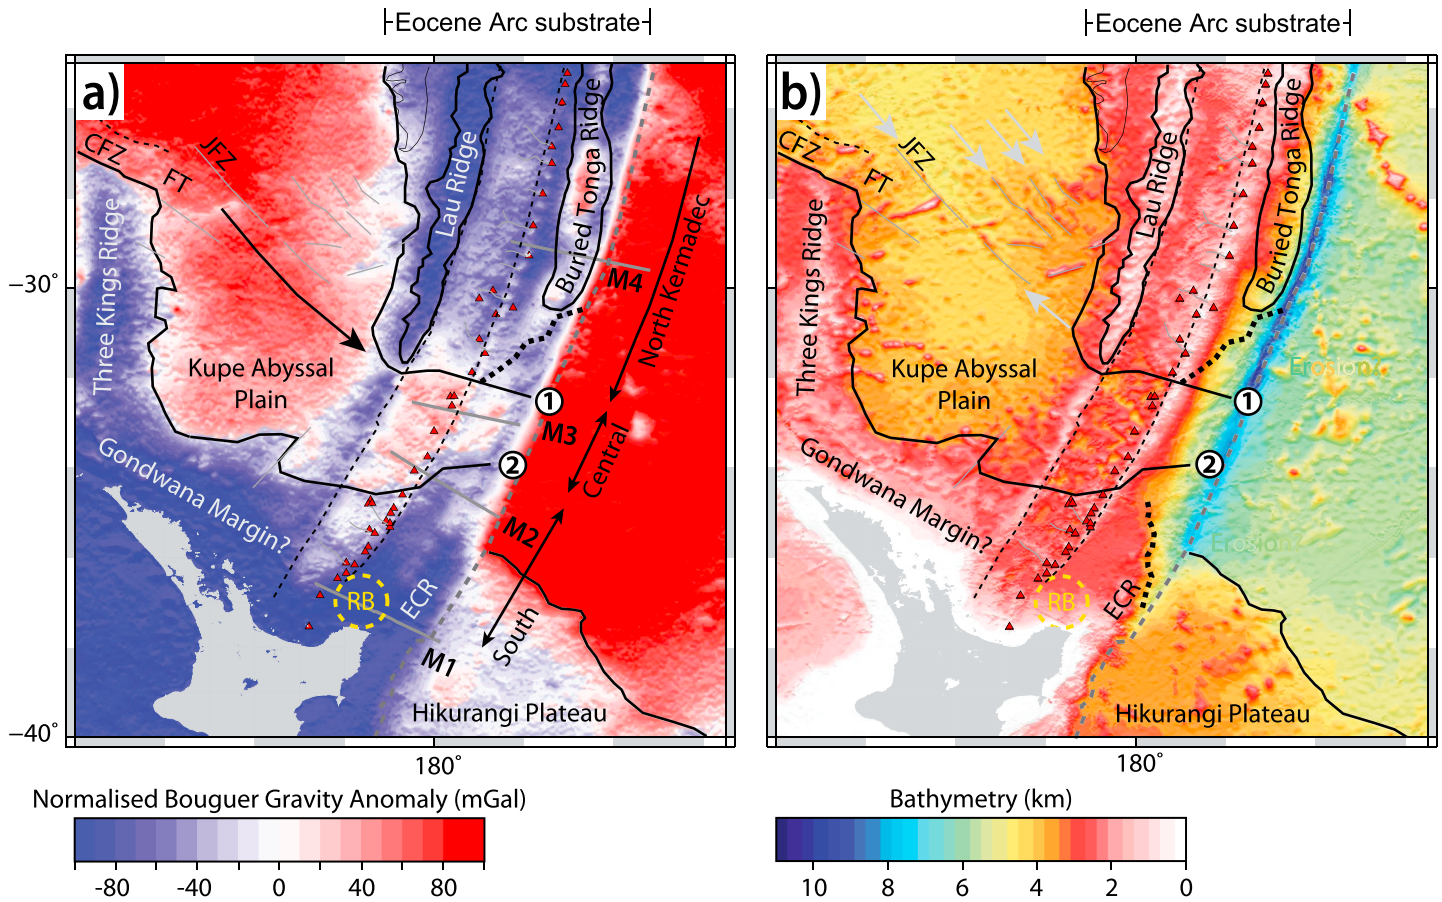 Eocene Arc substrate
Eocene Arc substrate
a)
CFZ
FT
JFZ
Three Kings Ridge
Lau Ridge
Buried Tonga Ridge
Kupe Abyssal
Plain
Gondwana Margin?
North Kermadec
Central
South
M4
1
M3
2
M2
M1
RB
ECR
Hikurangi Plateau
−30°
−40°
180°
Normalised Bouguer Gravity Anomaly (mGal)
-80 -40 0 40 80
b)
CFZ
FT
JFZ
Three Kings Ridge
Lau Ridge
Buried Tonga Ridge
Kupe Abyssal
Plain
Gondwana Margin?
Erosion?
1
2
Erosion?
RB
ECR
Hikurangi Plateau
180°
Bathymetry (km)
10 8 6 4 2 0